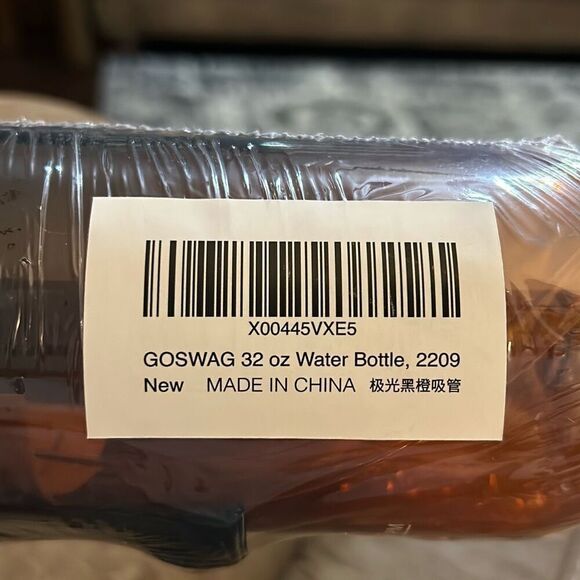 X00445VXE5
GOSWAG 32 oz Water Bottle, 2209
New MADE IN CHINA 极光黑橙吸管